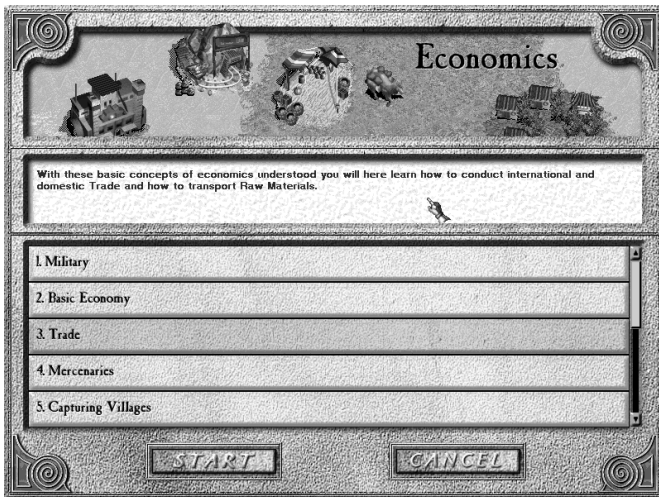 Economics
With these basic concepts of economics understood you will here learn how to conduct international and
domestic Trade and how to transport Raw Materials.
1. Military
2. Basic Economy
3. Trade
4. Mercenaries
5. Capturing Villages
START CANCEL